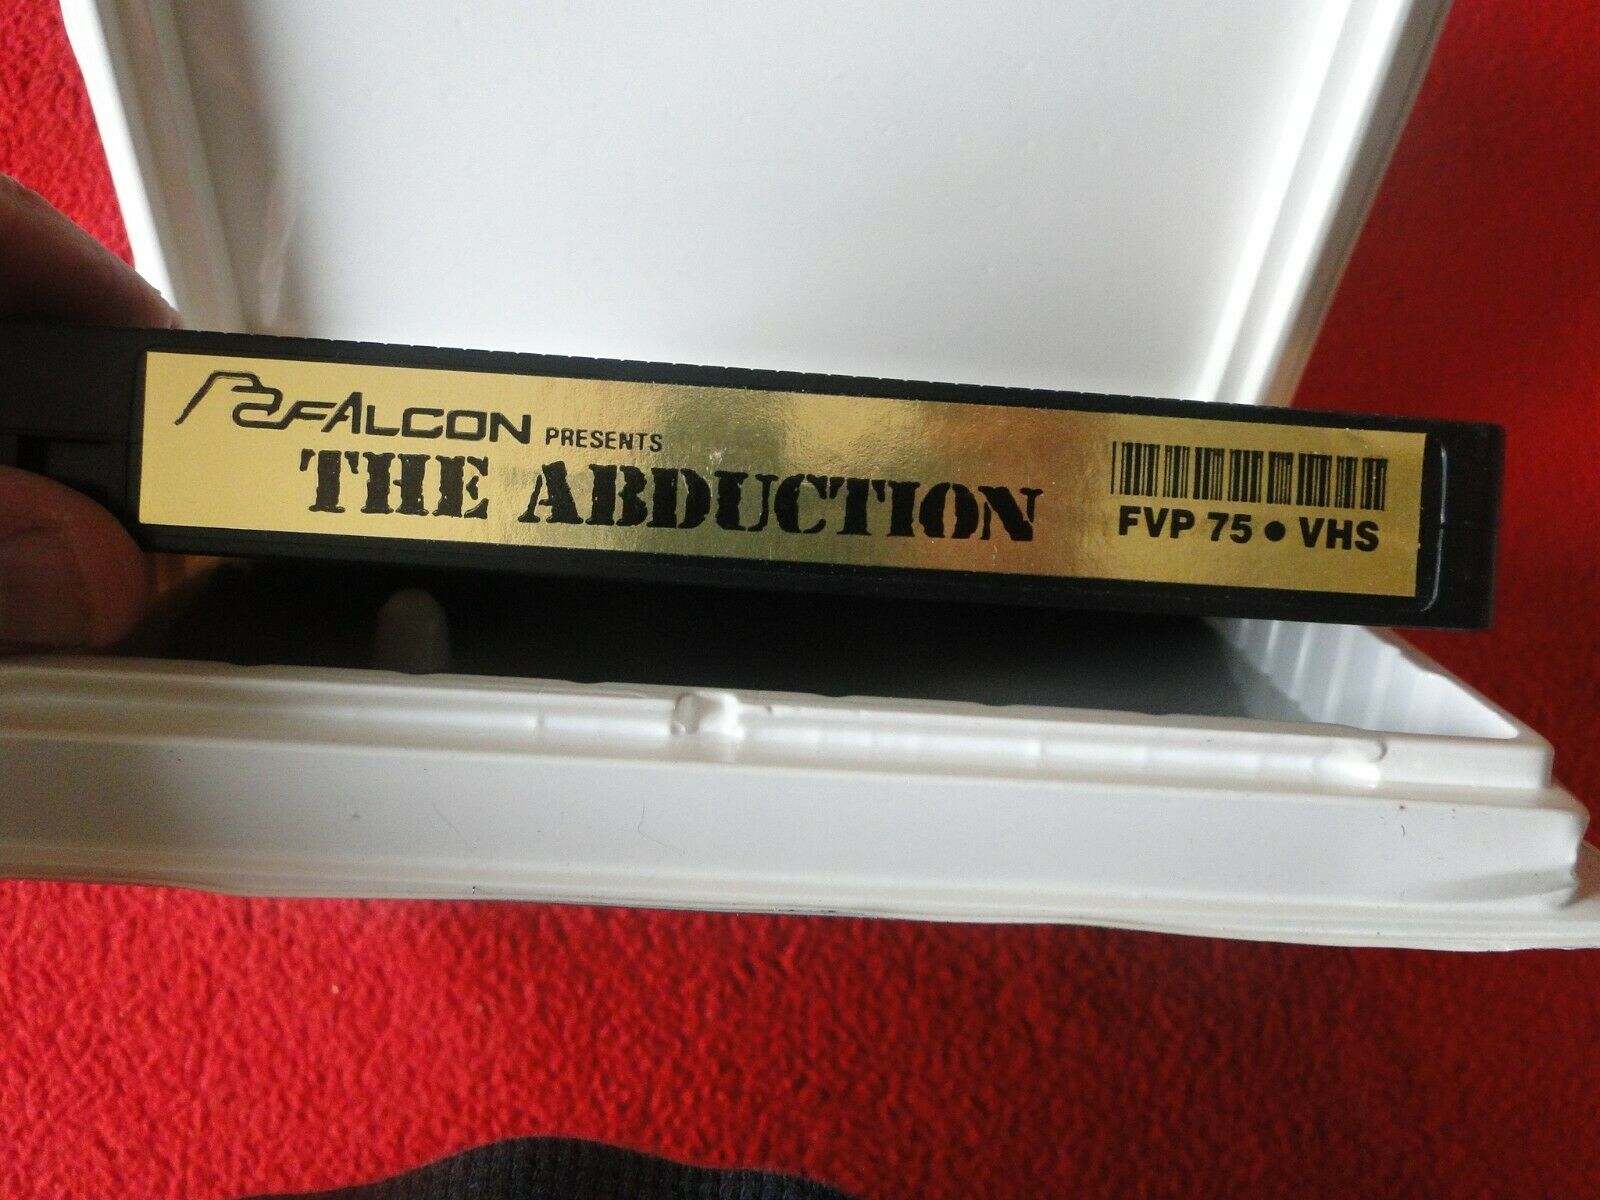 FALCON PRESENTS
THE ABDUCTION
FVP 75 • VHS